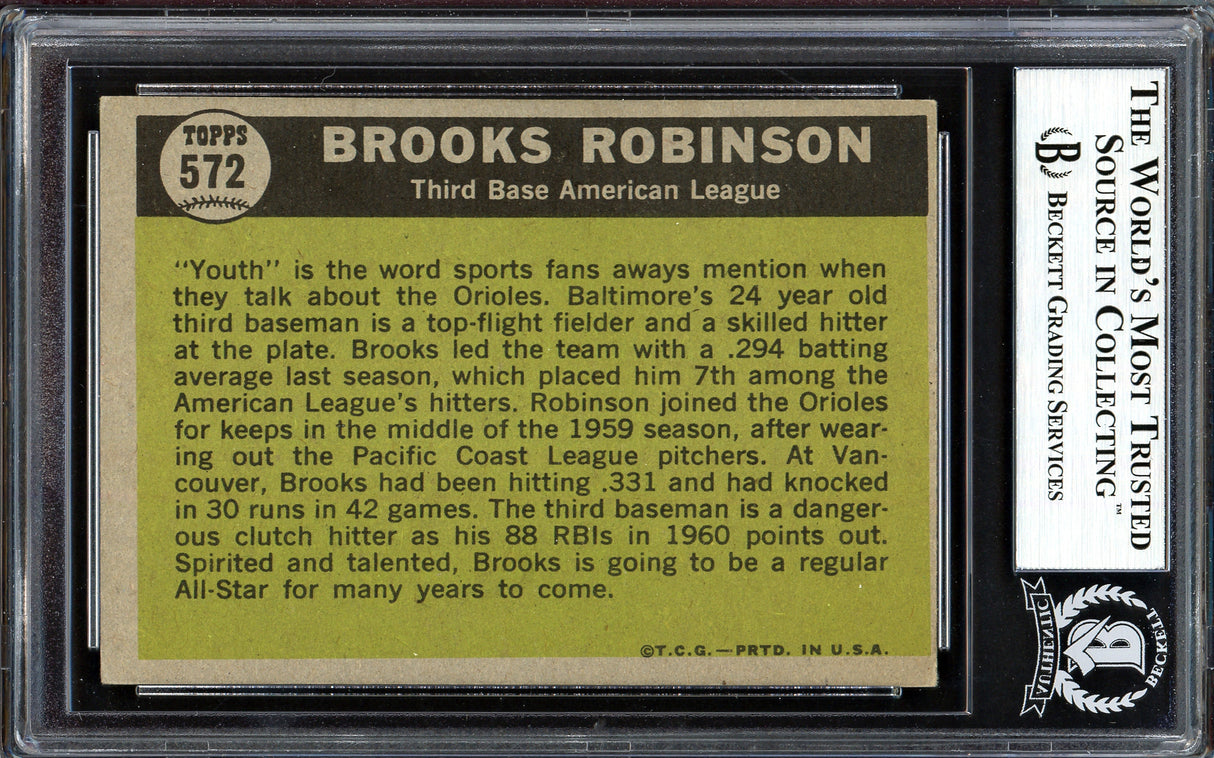 TOPPS
572
BROOKS ROBINSON
Third Base American League
"Youth" is the word sports fans aways mention when
they talk about the Orioles. Baltimore's 24 year old
third baseman is a top-flight fielder and a skilled hitter
at the plate. Brooks led the team with a .294 batting
average last season, which placed him 7th among the
American League's hitters. Robinson joined the Orioles
for keeps in the middle of the 1959 season, after wear-
ing out the Pacific Coast League pitchers. At Van-
couver, Brooks had been hitting .331 and had knocked
in 30 runs in 42 games. The third baseman is a danger-
ous clutch hitter as his 88 RBIs in 1960 points out.
Spirited and talented, Brooks is going to be a regular
All-Star for many years to come.
©T.C.G.—PRTD. IN U.S.A.
THE WORLD'S MOST TRUSTED
SOURCE IN COLLECTING™
B BECKETT GRADING SERVICES
AUTHENTIC
B
BECKETT